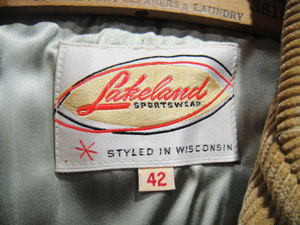 CLEANERS & LAUNDRY
Lakeland
SPORTSWEAR
STYLED IN WISCONSIN
42